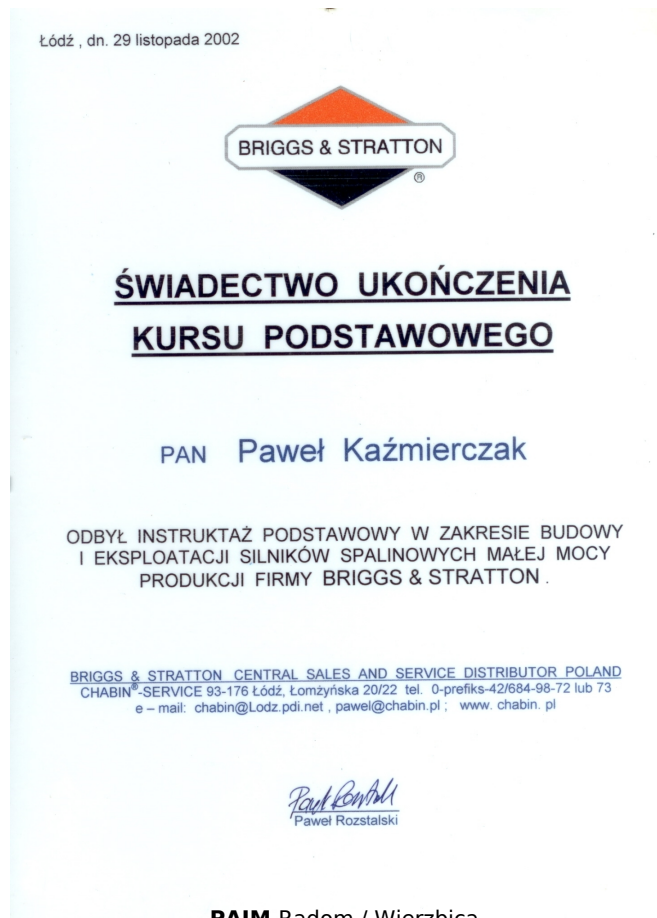 Łódź , dn. 29 listopada 2002
BRIGGS & STRATTON
®
ŚWIADECTWO UKOŃCZENIA
KURSU PODSTAWOWEGO
PAN Paweł Kaźmierczak
ODBYŁ INSTRUKTAŻ PODSTAWOWY W ZAKRESIE BUDOWY
I EKSPLOATACJI SILNIKÓW SPALINOWYCH MAŁEJ MOCY
PRODUKCJI FIRMY BRIGGS & STRATTON .
BRIGGS & STRATTON CENTRAL SALES AND SERVICE DISTRIBUTOR POLAND
CHABIN®-SERVICE 93-176 Łódź, Łomżyńska 20/22 tel. 0-prefiks-42/684-98-72 lub 73
e – mail: chabin@Lodz.pdi.net , pawel@chabin.pl ; www. chabin. pl
Paweł Rozstalski
RAIM Radom / Wierzbica